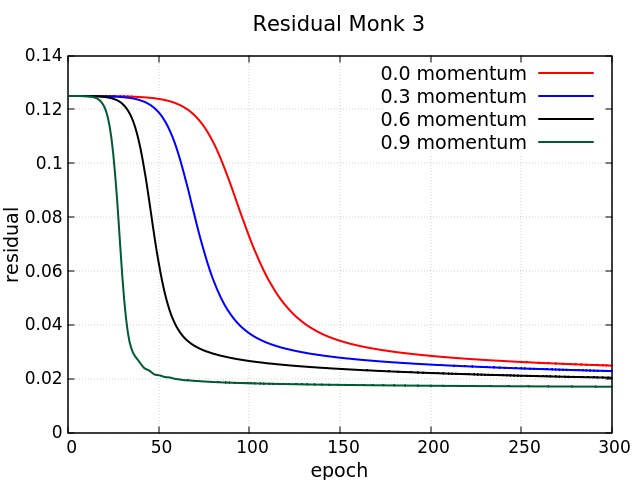 Residual Monk 3
0.14
0.12
0.1
0.08
0.06
0.04
0.02
0
residual
0.0 momentum
0.3 momentum
0.6 momentum
0.9 momentum
0 50 100 150 200 250 300
epoch